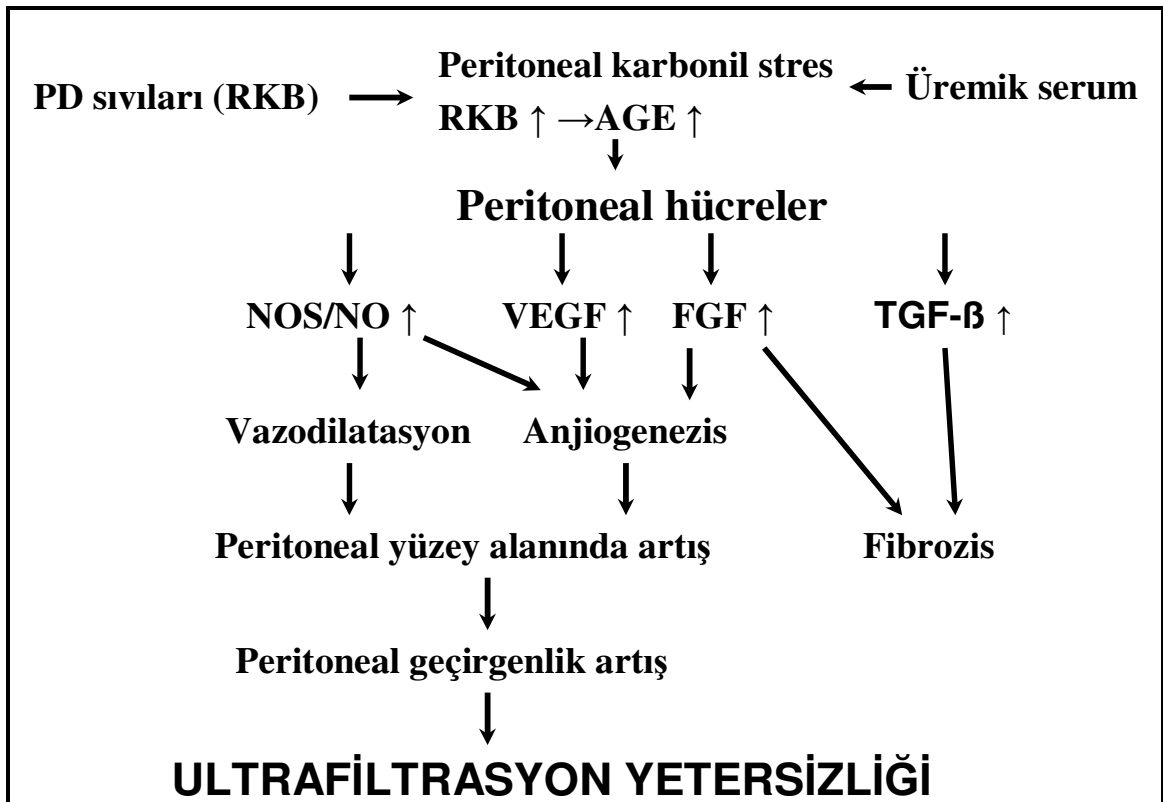 Peritoneal karbonil stres
PD sıvıları (RKB) → ← Üremik serum
RKB ↑ →AGE ↑
Peritoneal hücreler
NOS/NO ↑ VEGF ↑ FGF ↑ TGF-ß ↑
Vazodilatasyon Anjiogenezis
Peritoneal yüzey alanında artış Fibrozis
Peritoneal geçirgenlik artış
ULTRAFİLTRASYON YETERSİZLİĞİ